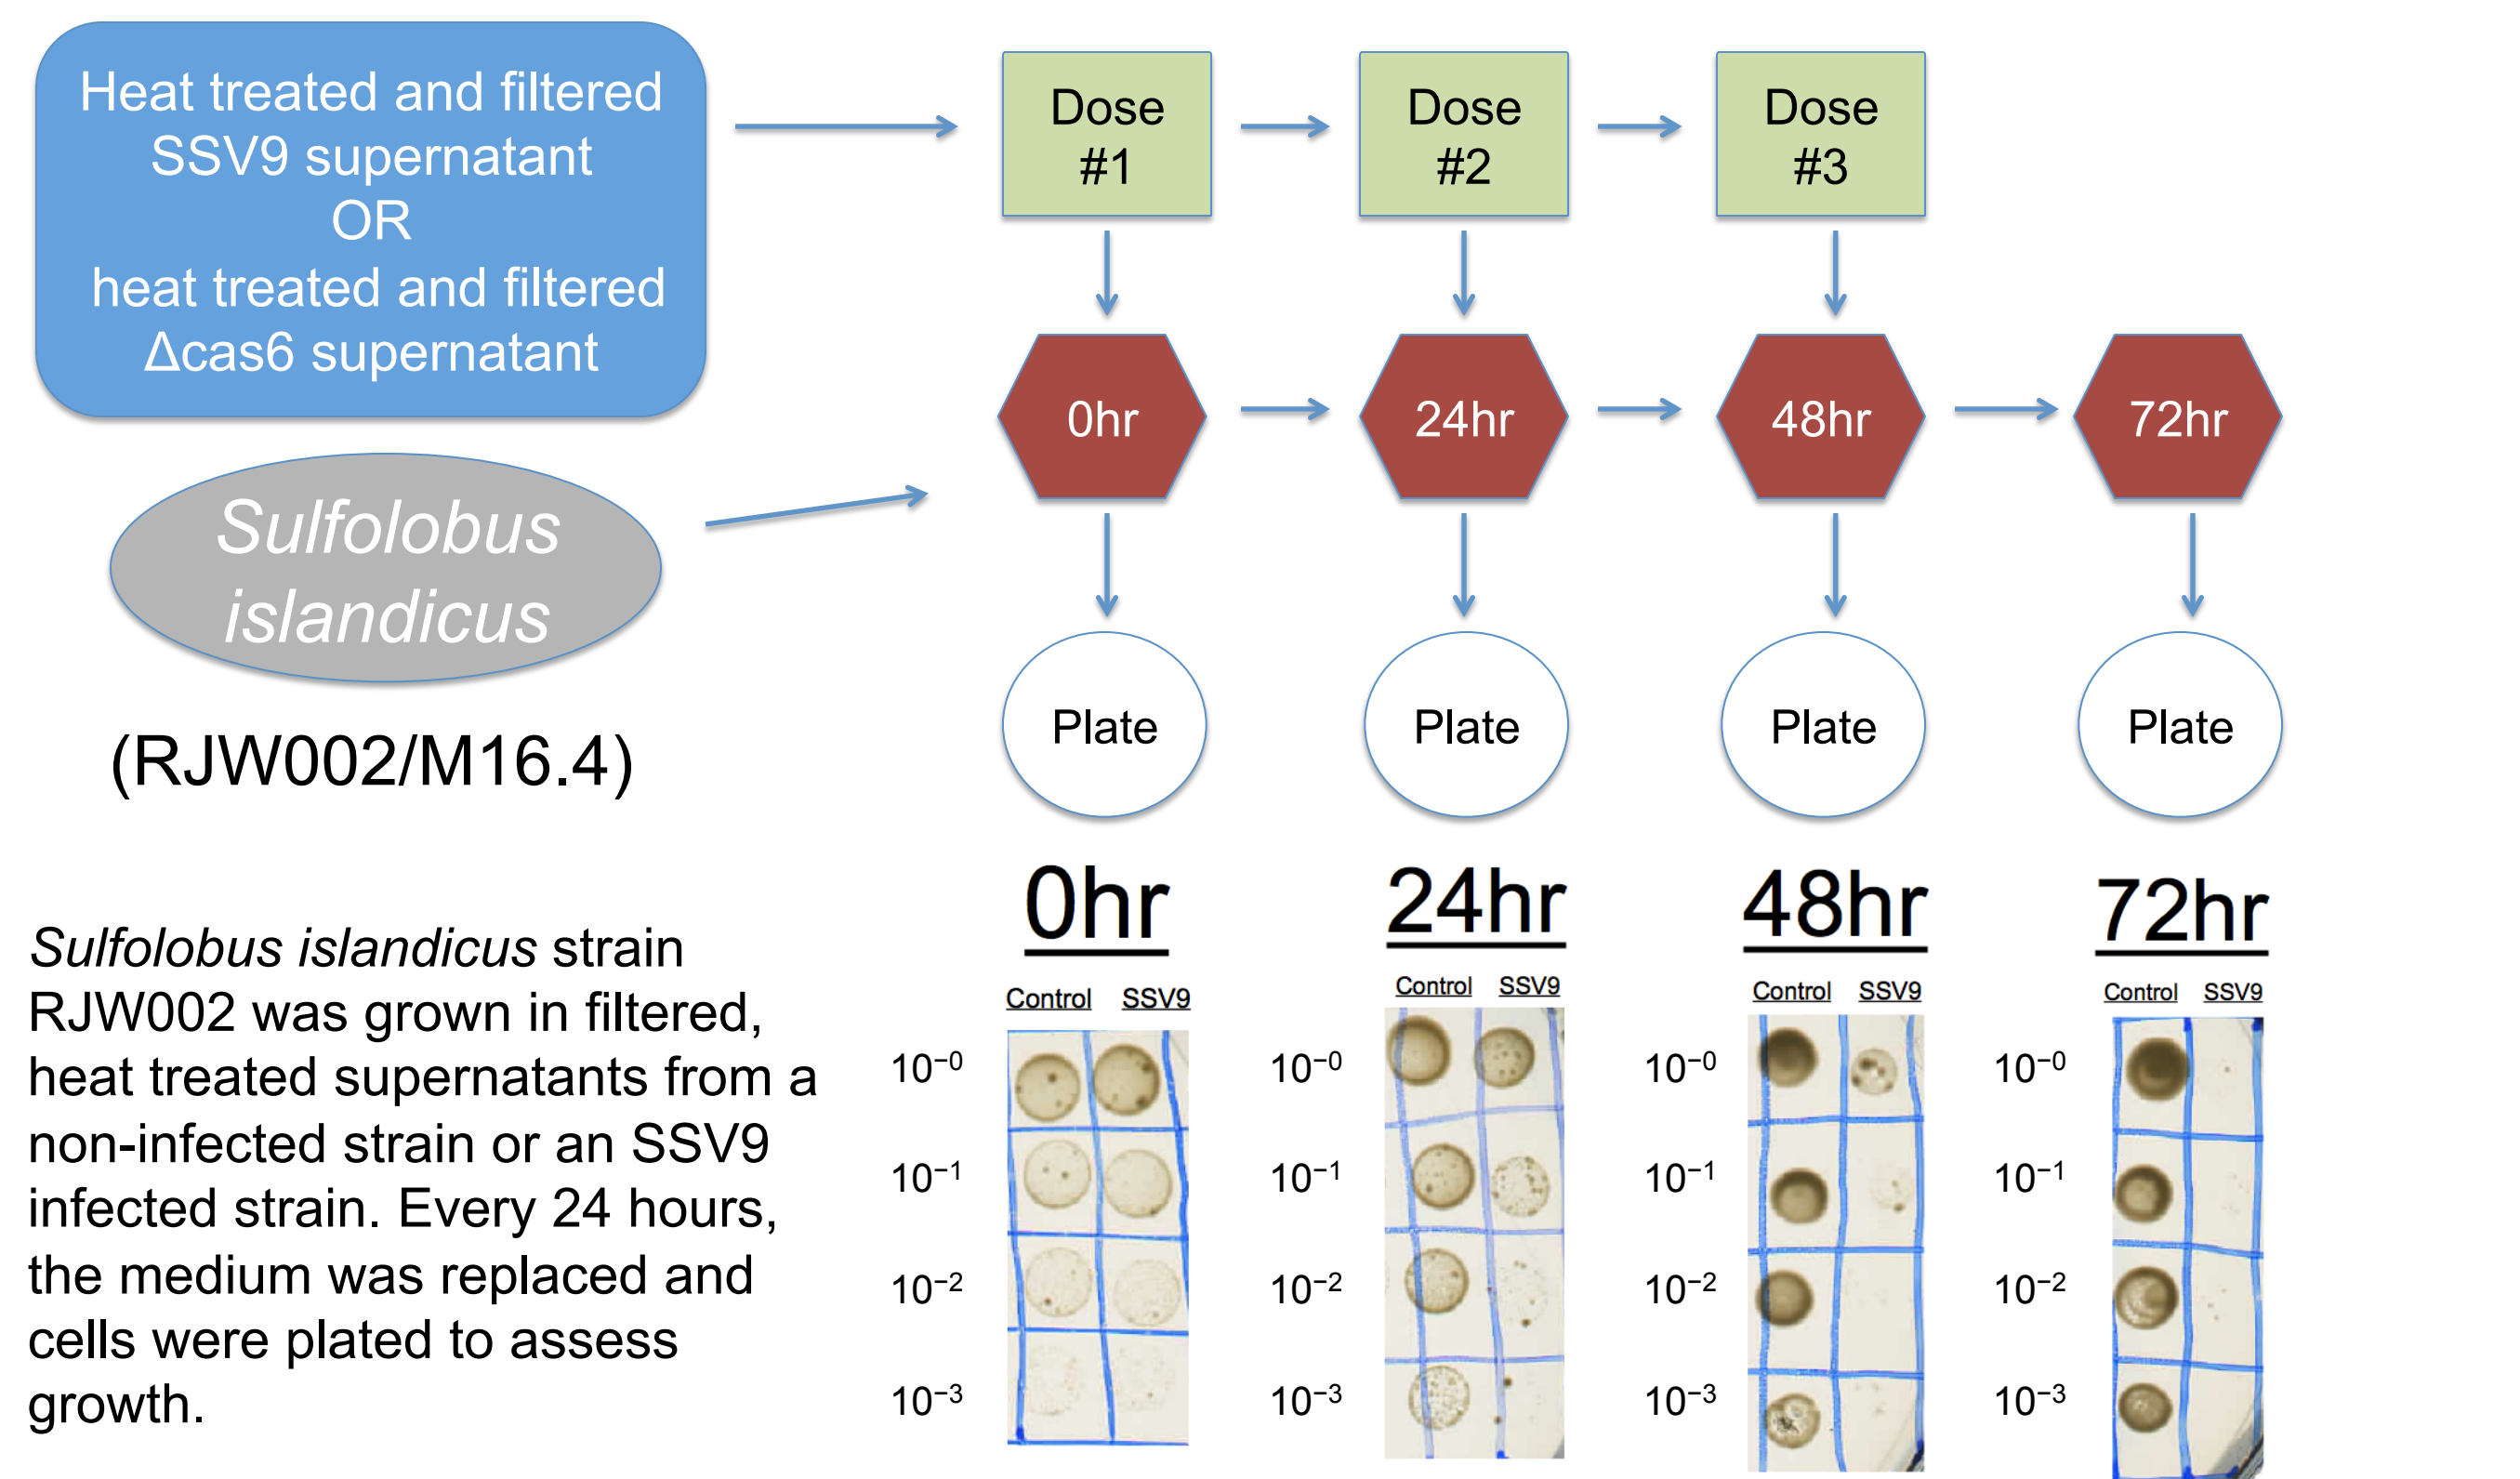 Heat treated and filtered
SSV9 supernatant
OR
heat treated and filtered
Δcas6 supernatant
Dose
#1
Dose
#2
Dose
#3
0hr
24hr
48hr
72hr
Sulfolobus
islandicus
(RJW002/M16.4)
Plate
Plate
Plate
Plate
Sulfolobus islandicus strain
RJW002 was grown in filtered,
heat treated supernatants from a
non-infected strain or an SSV9
infected strain. Every 24 hours,
the medium was replaced and
cells were plated to assess
growth.
0hr
Control SSV9
10⁻⁰
10⁻¹
10⁻²
10⁻³
24hr
Control SSV9
10⁻⁰
10⁻¹
10⁻²
10⁻³
48hr
Control SSV9
10⁻⁰
10⁻¹
10⁻²
10⁻³
72hr
Control SSV9
10⁻⁰
10⁻¹
10⁻²
10⁻³